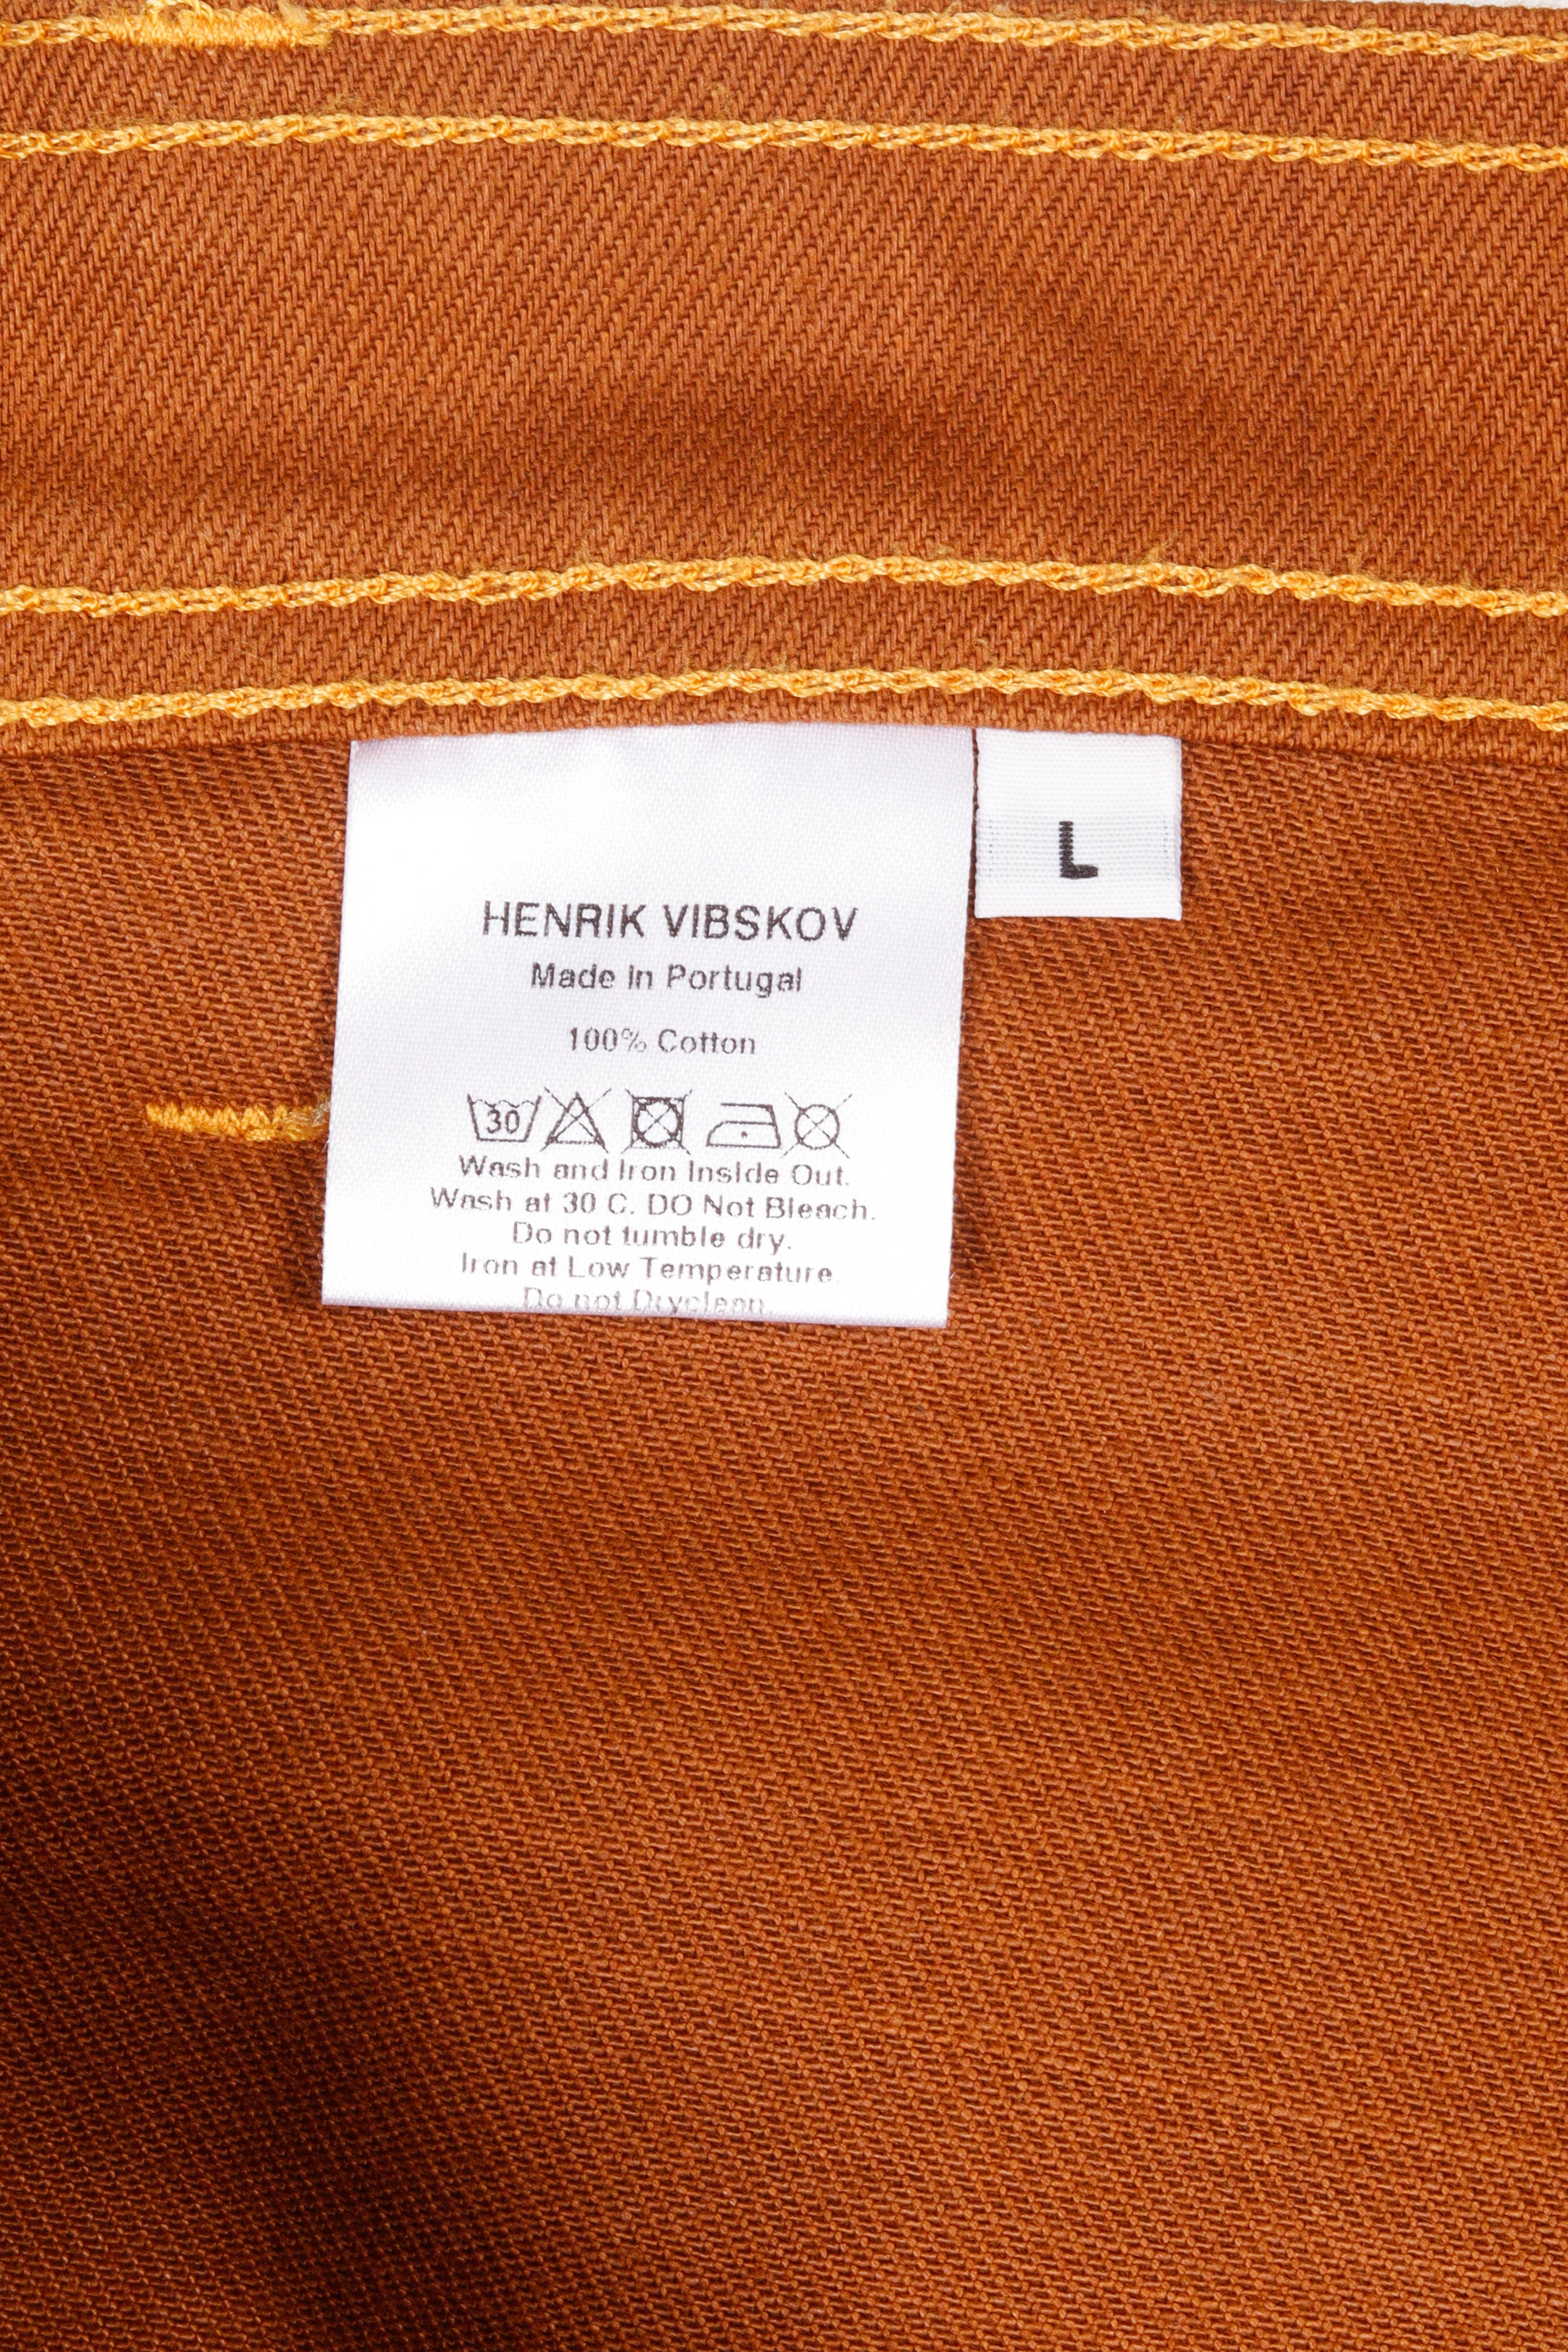 HENRIK VIBSKOV
L
Made In Portugal
100% Cotton
30
Wash and Iron Inside Out.
Wash at 30 C. DO Not Bleach.
Do not tumble dry.
Iron at Low Temperature.
Do not Dryclean.